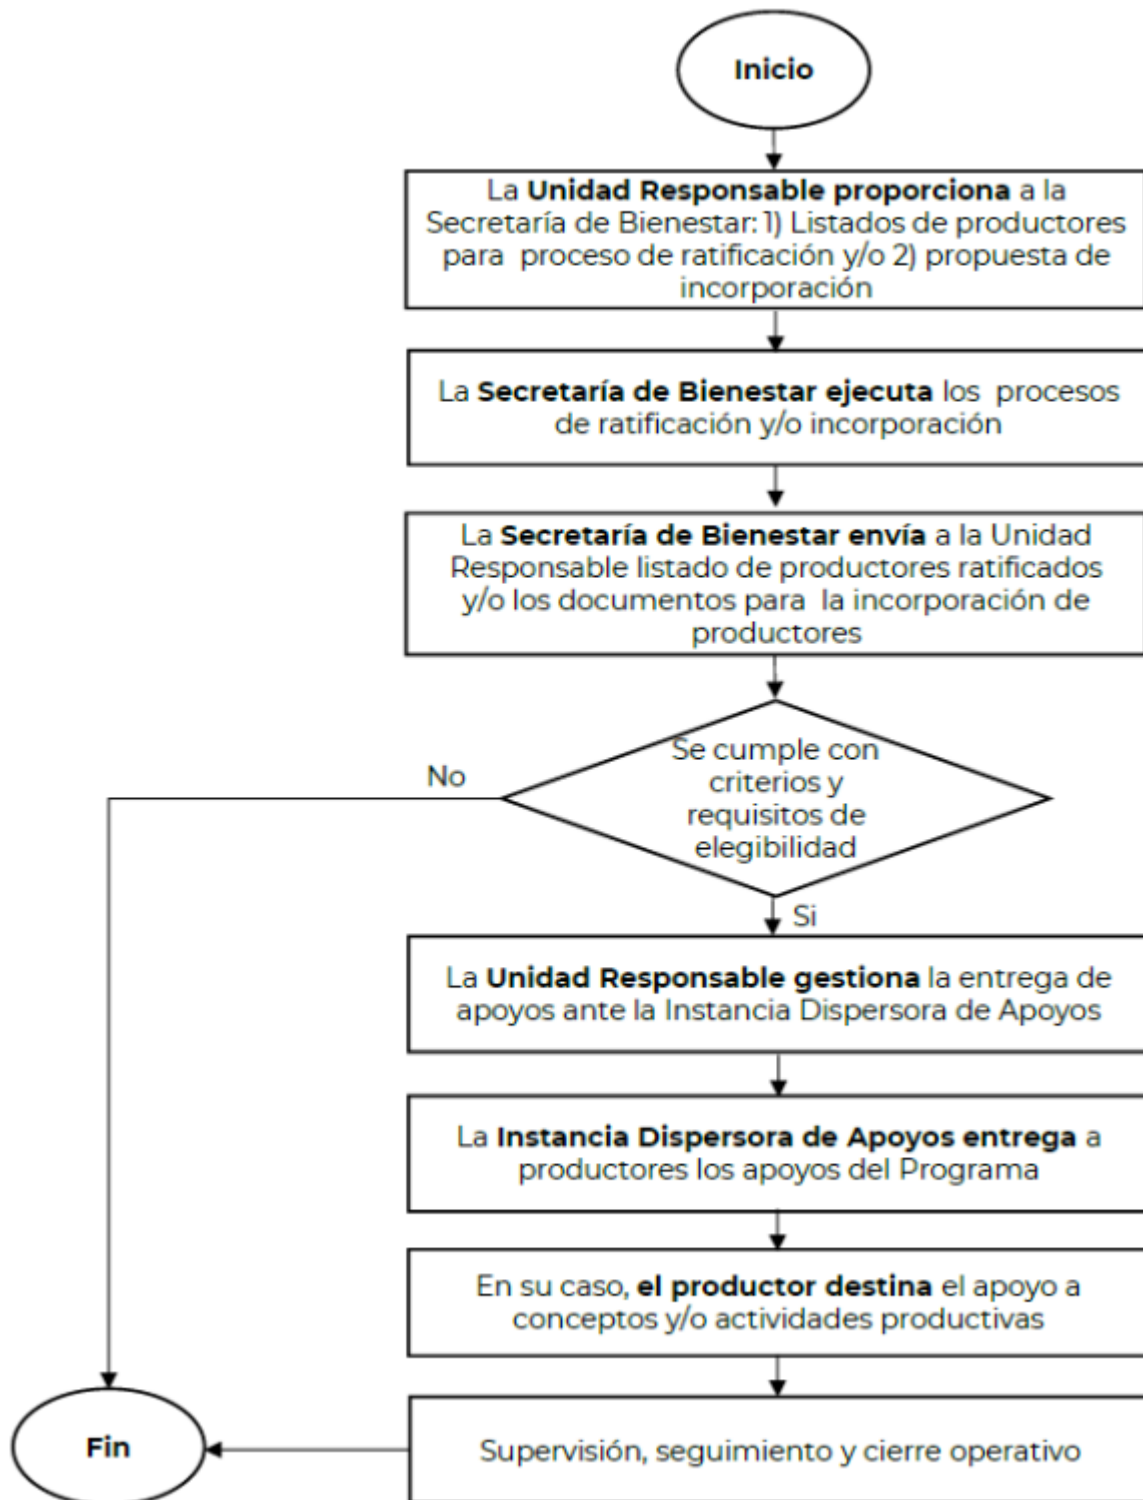 Inicio
La Unidad Responsable proporciona a la
Secretaría de Bienestar: 1) Listados de productores
para proceso de ratificación y/o 2) propuesta de
incorporación
La Secretaría de Bienestar ejecuta los procesos
de ratificación y/o incorporación
La Secretaría de Bienestar envía a la Unidad
Responsable listado de productores ratificados
y/o los documentos para la incorporación de
productores
Se cumple con
criterios y
requisitos de
elegibilidad
No
Si
La Unidad Responsable gestiona la entrega de
apoyos ante la Instancia Dispersora de Apoyos
La Instancia Dispersora de Apoyos entrega a
productores los apoyos del Programa
En su caso, el productor destina el apoyo a
conceptos y/o actividades productivas
Supervisión, seguimiento y cierre operativo
Fin